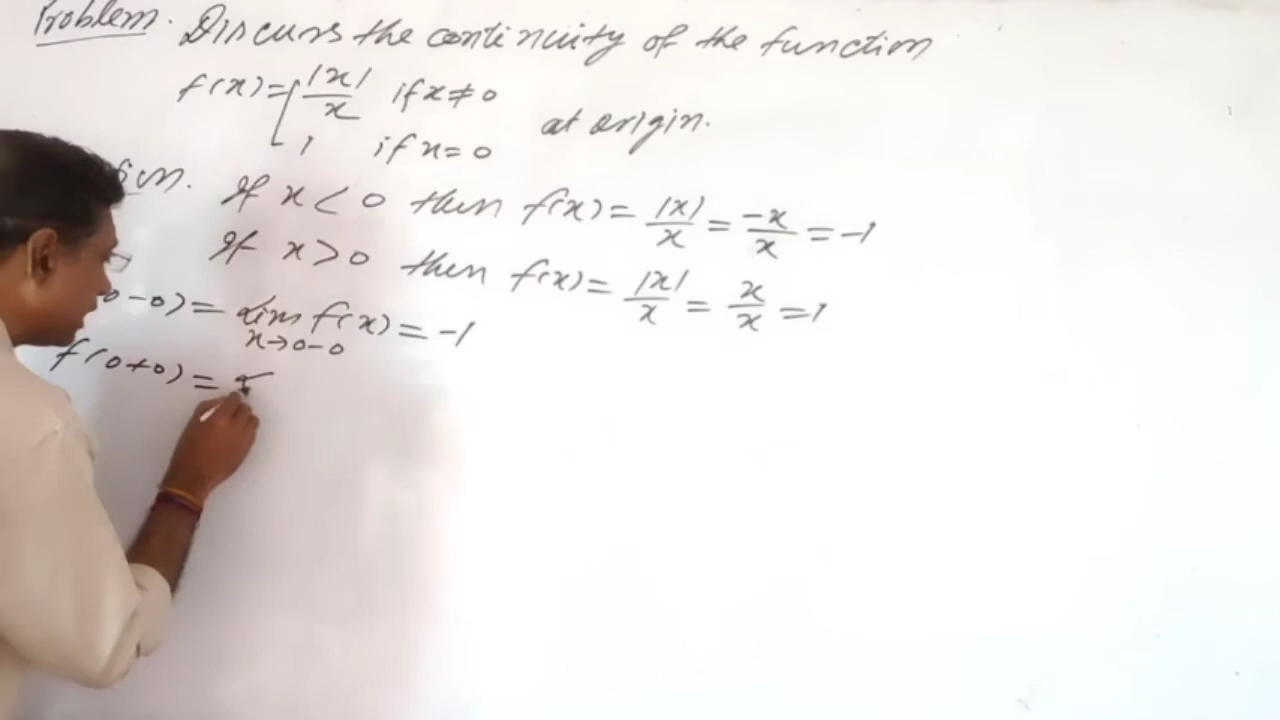 Problem. Discuss the continuity of the function
f(x) = { |x|/x if x ≠ 0
1 if x = 0
at origin.
If x < 0 then f(x) = |x|/x = -x/x = -1
If x > 0 then f(x) = |x|/x = x/x = 1
0-0) = lim x→0-0 f(x) = -1
f(0+0) =